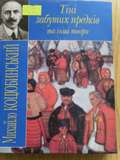 Тіні
забутих предків
та інші твори
Михайло КОЦЮБИНСЬКИЙ